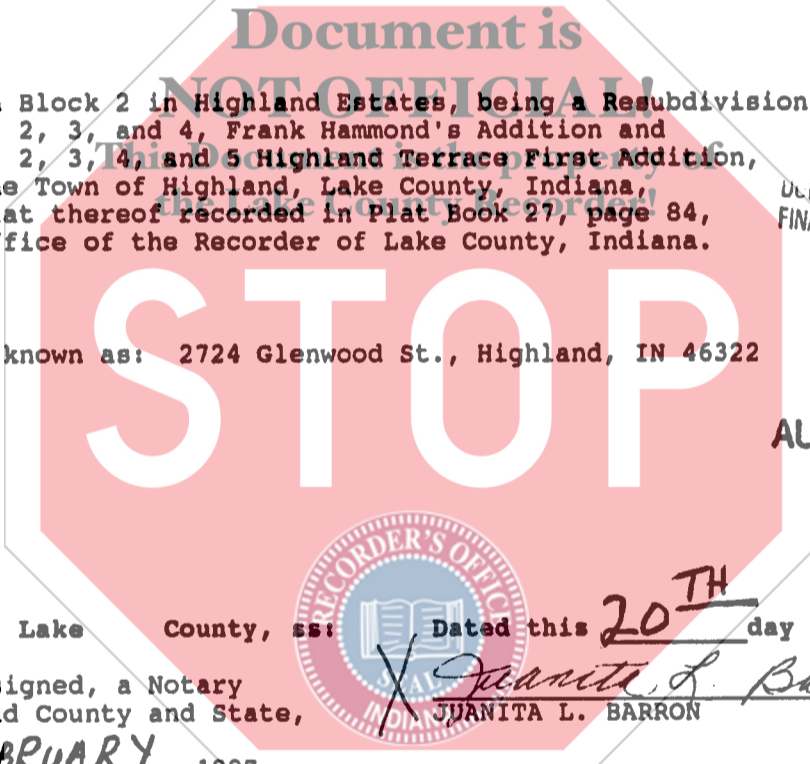 Document is
NOT OFFICIAL!
Block 2 in Highland Estates, being a Resubdivision
2, 3, and 4, Frank Hammond's Addition and
This Document is the property of
2, 3, 4, and 5 Highland Terrace First Addition,
Town of Highland, Lake County, Indiana,
the Lake County Recorder!
thereof recorded in Plat Book 27, page 84,
of the Recorder of Lake County, Indiana.
STOP
known as: 2724 Glenwood St., Highland, IN 46322
RECORDER'S OFFICE
SEAL
INDIANA
Lake County, ss: Dated this 20TH day
signed, a Notary X Juanita L.
County and State, JUANITA L. BARRON